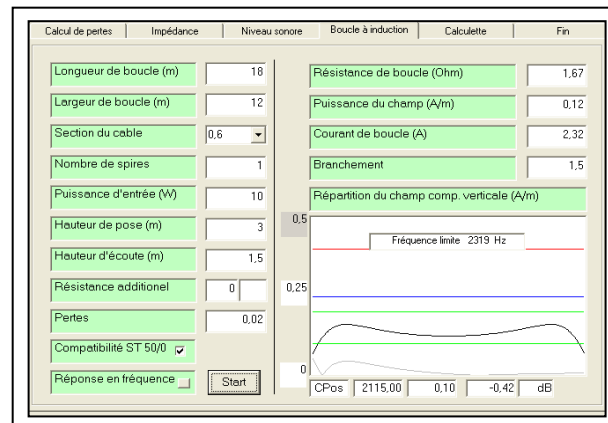 Calcul de pertes
Impédance
Niveau sonore
Boucle à induction
Calculette
Fin
Longueur de boucle (m) 18
Largeur de boucle (m) 12
Section du cable 0,6
Nombre de spires 1
Puissance d'entrée (W) 10
Hauteur de pose (m) 3
Hauteur d'écoute (m) 1,5
Résistance additionel 0
Pertes 0,02
Compatibilité ST 50/0
Réponse en fréquence
Start
Résistance de boucle (Ohm) 1,67
Puissance du champ (A/m) 0,12
Courant de boucle (A) 2,32
Branchement 1,5
Répartition du champ comp. verticale (A/m)
0,5
Fréquence limite 2319 Hz
0,25
0
CPos 2115,00 0,10 -0,42 dB